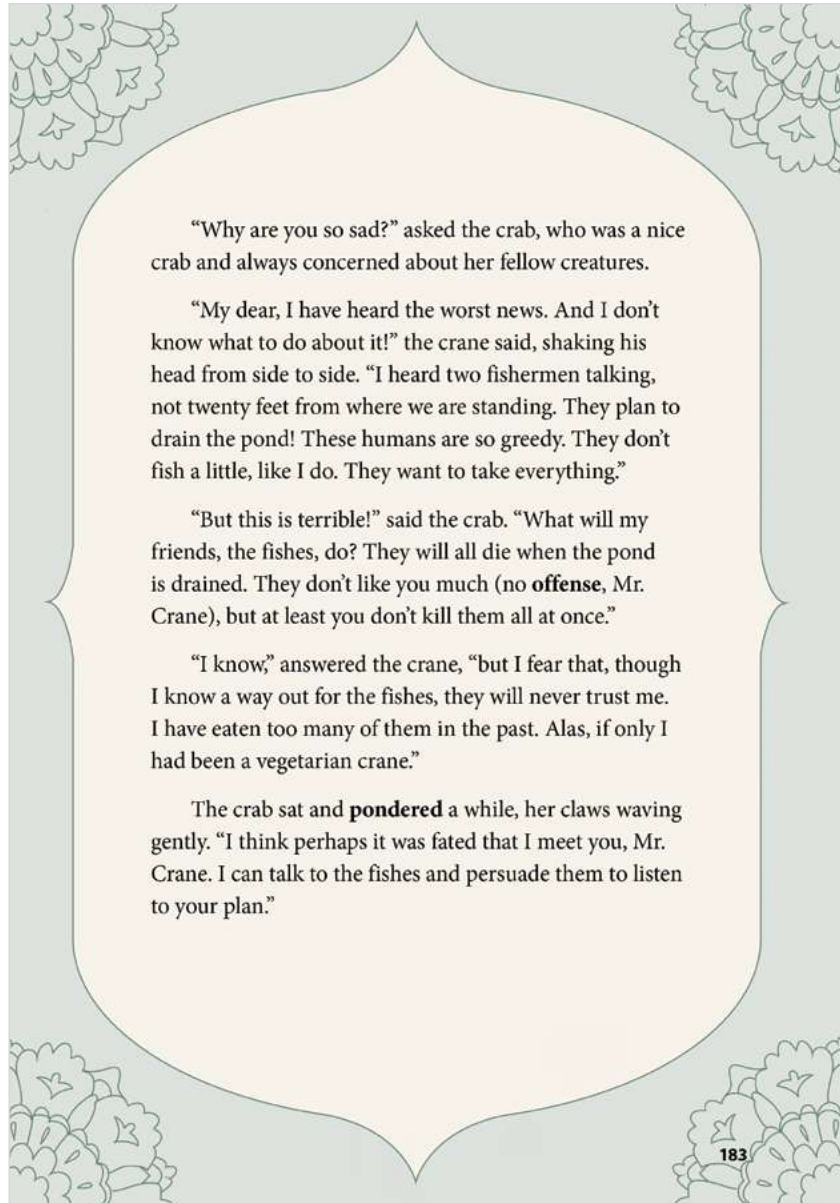 “Why are you so sad?” asked the crab, who was a nice
crab and always concerned about her fellow creatures.
“My dear, I have heard the worst news. And I don’t
know what to do about it!” the crane said, shaking his
head from side to side. “I heard two fishermen talking,
not twenty feet from where we are standing. They plan to
drain the pond! These humans are so greedy. They don’t
fish a little, like I do. They want to take everything.”
“But this is terrible!” said the crab. “What will my
friends, the fishes, do? They will all die when the pond
is drained. They don’t like you much (no offense, Mr.
Crane), but at least you don’t kill them all at once.”
“I know,” answered the crane, “but I fear that, though
I know a way out for the fishes, they will never trust me.
I have eaten too many of them in the past. Alas, if only I
had been a vegetarian crane.”
The crab sat and pondered a while, her claws waving
gently. “I think perhaps it was fated that I meet you, Mr.
Crane. I can talk to the fishes and persuade them to listen
to your plan.”
183